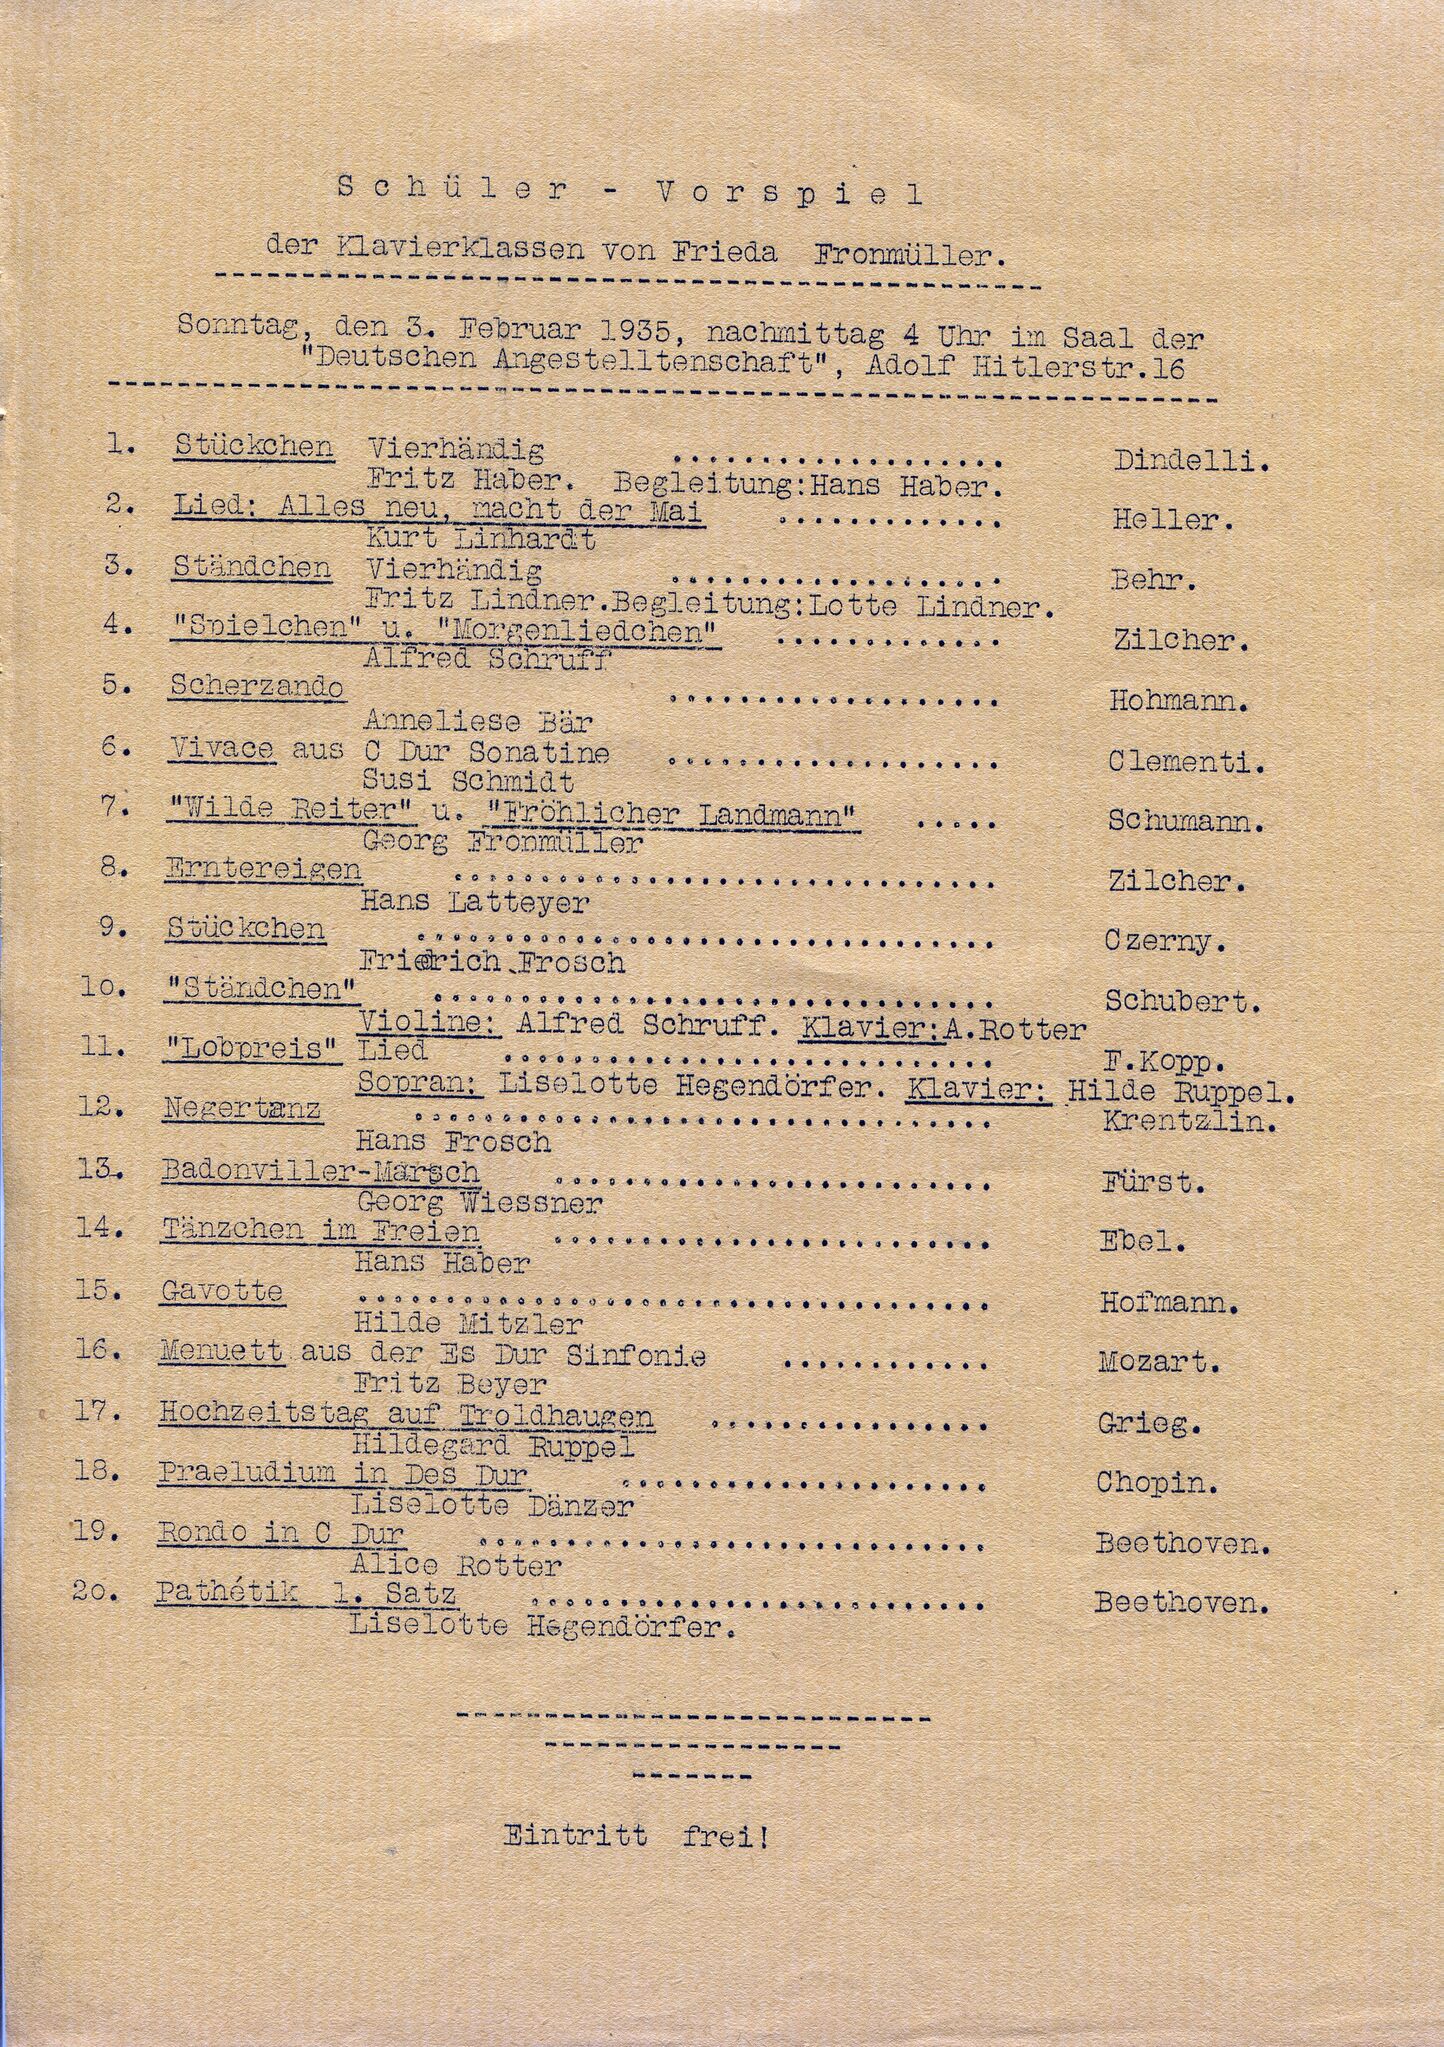 Schüler - Vorspiel
der Klavierklassen von Frieda Fronmüller.
Sonntag, den 3. Februar 1935, nachmittag 4 Uhr im Saal der
"Deutschen Angestelltenschaft", Adolf Hitlerstr.16
1. Stückchen Vierhändig .................. Dindelli.
Fritz Haber. Begleitung:Hans Haber.
2. Lied: Alles neu, macht der Mai ............ Heller.
Kurt Linhardt
3. Ständchen Vierhändig .................. Behr.
Fritz Lindner.Begleitung:Lotte Lindner.
4. "Spielchen" u. "Morgenliedchen" ............ Zilcher.
Alfred Schruff
5. Scherzando .................. Hohmann.
Anneliese Bär
6. Vivace aus C Dur Sonatine .................. Clementi.
Susi Schmidt
7. "Wilde Reiter" u. "Fröhlicher Landmann" ..... Schumann.
Georg Fronmüller
8. Erntereigen .............................. Zilcher.
Hans Latteyer
9. Stückchen ................................ Czerny.
Friedrich Frosch
10. "Ständchen" ............................... Schubert.
Violine: Alfred Schruff. Klavier:A.Rotter
11. "Lobpreis" Lied ........................... F.Kopp.
Sopran: Liselotte Hegendörfer. Klavier: Hilde Ruppel.
12. Negertanz ................................ Krentzlin.
Hans Frosch
13. Badonviller-Marsch ........................ Fürst.
Georg Wiessner
14. Tänzchen im Freien ........................ Ebel.
Hans Haber
15. Gavotte ................................... Hofmann.
Hilde Mitzler
16. Menuett aus der Es Dur Sinfonie ........... Mozart.
Fritz Beyer
17. Hochzeitstag auf Troldhaugen ............... Grieg.
Hildegard Ruppel
18. Praeludium in Des Dur .................... Chopin.
Liselotte Dänzer
19. Rondo in C Dur ............................ Beethoven.
Alice Rotter
20. Pathétik 1. Satz ......................... Beethoven.
Liselotte Hegendörfer.
Eintritt frei!